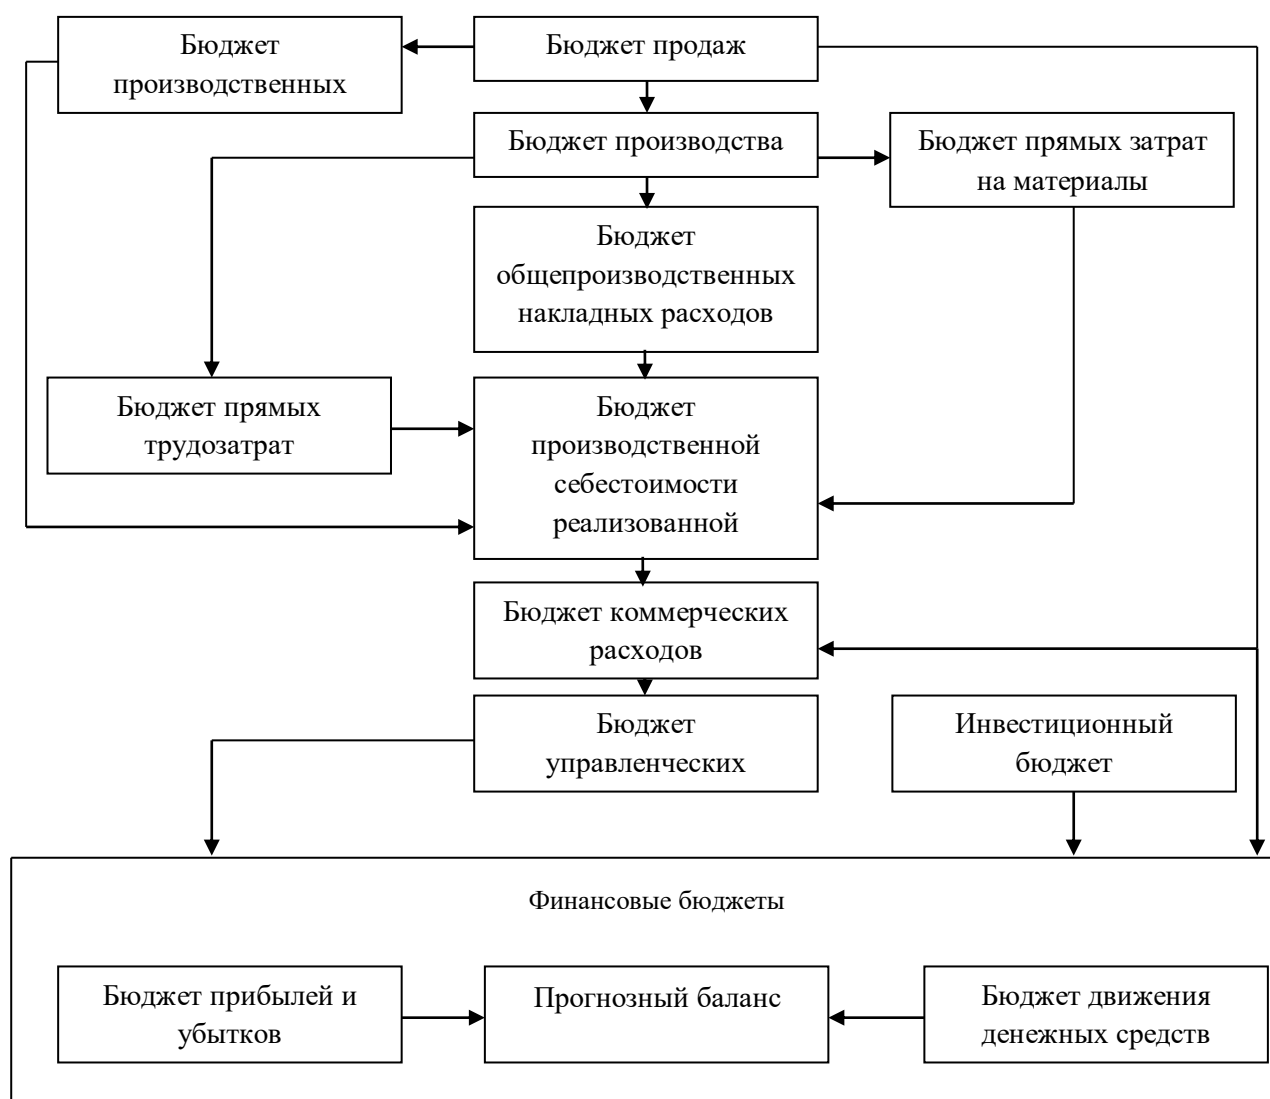 Бюджет
производственных
Бюджет продаж
Бюджет производства
Бюджет прямых затрат
на материалы
Бюджет
общепроизводственных
накладных расходов
Бюджет прямых
трудозатрат
Бюджет
производственной
себестоимости
реализованной
Бюджет коммерческих
расходов
Бюджет
управленческих
Инвестиционный
бюджет
Финансовые бюджеты
Бюджет прибылей и
убытков
Прогнозный баланс
Бюджет движения
денежных средств